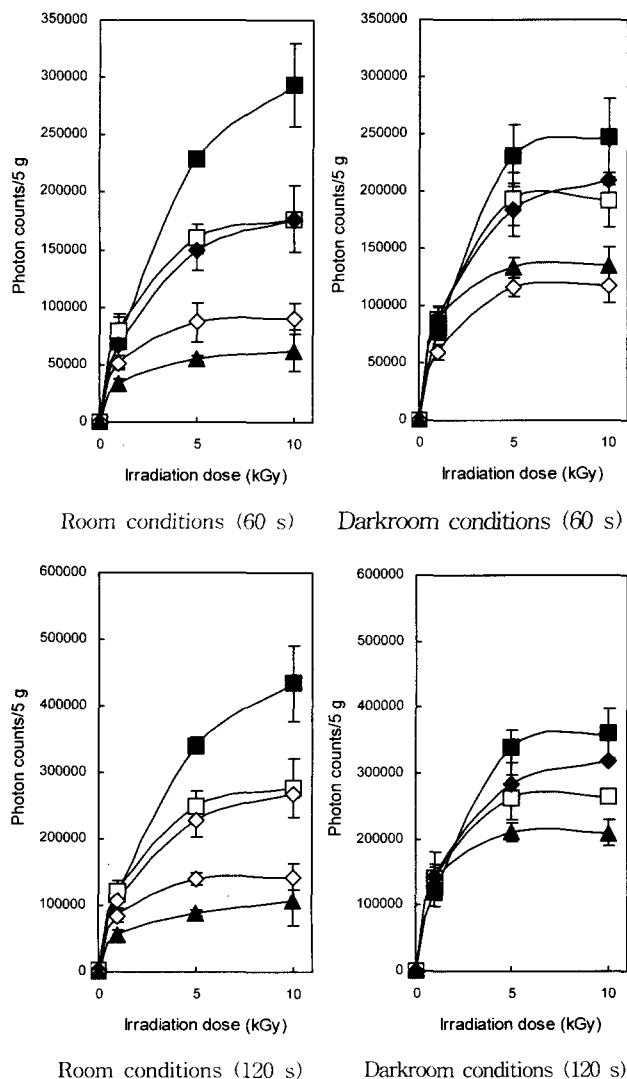 350000
300000
250000
200000
150000
100000
50000
0
Photon counts/5 g
0 5 10
Irradiation dose (kGy)
Room conditions (60 s)
350000
300000
250000
200000
150000
100000
50000
0
Photon counts/5 g
0 5 10
Irradiation dose (kGy)
Darkroom conditions (60 s)
600000
500000
400000
300000
200000
100000
0
Photon counts/5 g
0 5 10
Irradiation dose (kGy)
Room conditions (120 s)
600000
500000
400000
300000
200000
100000
0
Photon counts/5 g
0 5 10
Irradiation dose (kGy)
Darkroom conditions (120 s)